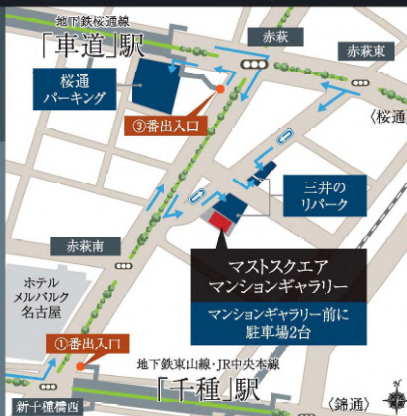 地下鉄桜通線
「車道」駅
赤萩
赤萩東
桜通
パーキング
〈桜通〉
③番出入口
三井の
リパーク
赤萩南
マストスクエア
マンションギャラリー
マンションギャラリー前に
駐車場2台
ホテル
メルパルク
名古屋
①番出入口
地下鉄東山線・JR中央本線
「千種」駅
新千種橋西
〈錦通〉
N